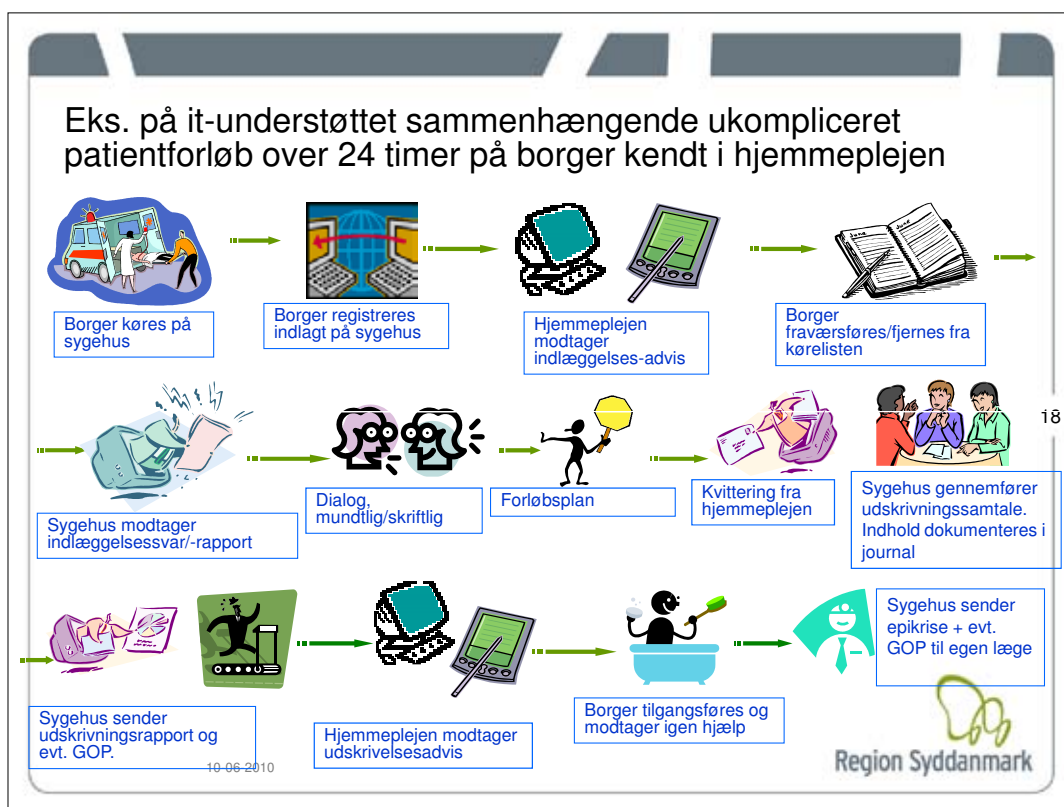 Eks. på it-understøttet sammenhængende ukompliceret
patientforløb over 24 timer på borger kendt i hjemmeplejen
Borger køres på
sygehus
Borger registreres
indlagt på sygehus
Hjemmeplejen
modtager
indlæggelses-advis
Borger
fraværsføres/fjernes fra
kørelisten
June
June
18
Sygehus modtager
indlæggelsessvar/-rapport
Dialog,
mundtlig/skriftlig
Forløbsplan
Kvittering fra
hjemmeplejen
Sygehus gennemfører
udskrivningssamtale.
Indhold dokumenteres i
journal
Sygehus sender
udskrivningsrapport og
evt. GOP.
Hjemmeplejen modtager
udskrivelsesadvis
Borger tilgangsføres og
modtager igen hjælp
Sygehus sender
epikrise + evt.
GOP til egen læge
10-06-2010
Region Syddanmark